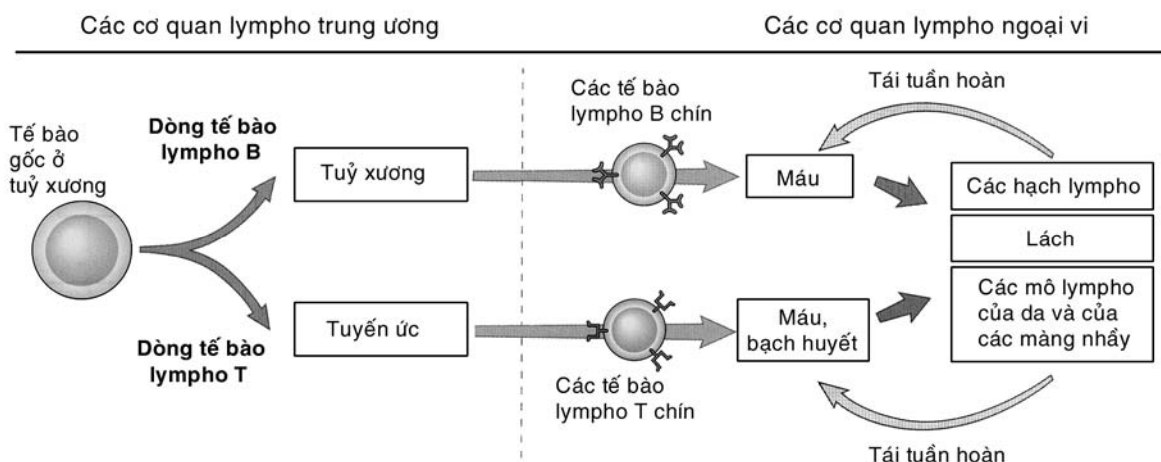 Các cơ quan lympho trung ương
Các cơ quan lympho ngoại vi
Tế bào
gốc ở
tuỷ xương
Dòng tế bào
lympho B
Tuỷ xương
Các tế bào
lympho B chín
Máu
Tái tuần hoàn
Các hạch lympho
Lách
Các mô lympho
của da và của
các màng nhầy
Dòng tế bào
lympho T
Tuyến ức
Các tế bào
lympho T chín
Máu,
bạch huyết
Tái tuần hoàn